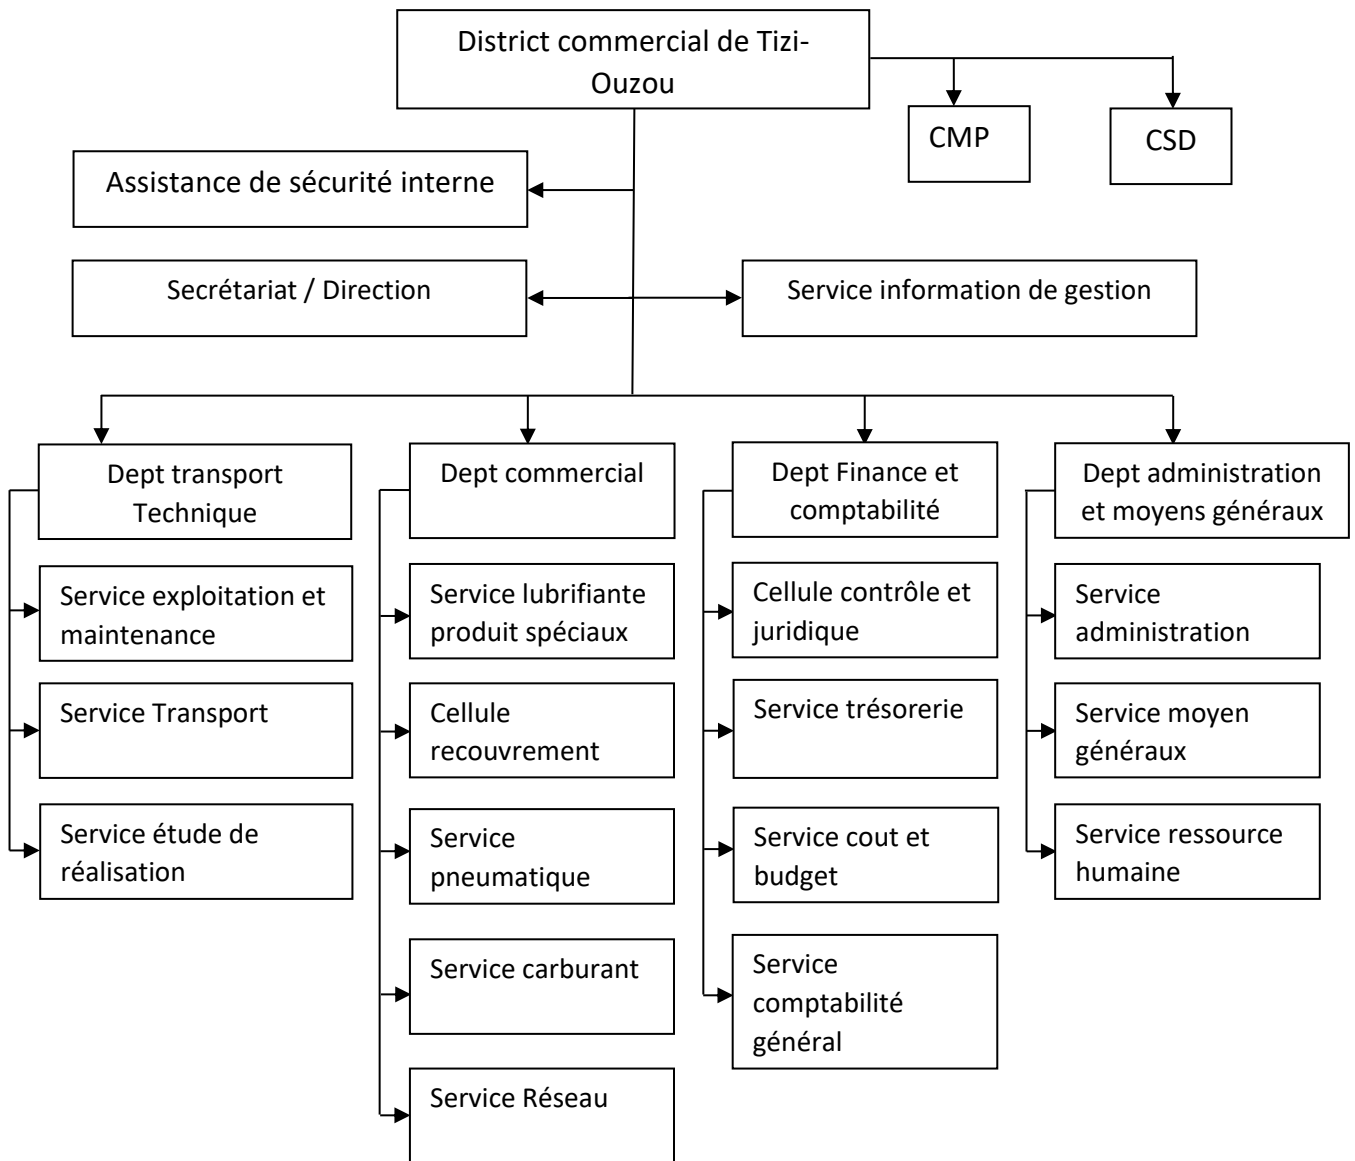 District commercial de Tizi-
Ouzou
CMP
CSD
Assistance de sécurité interne
Secrétariat / Direction
Service information de gestion
Dept transport
Technique
Service exploitation et
maintenance
Service Transport
Service étude de
réalisation
Dept commercial
Service lubrifiante
produit spéciaux
Cellule
recouvrement
Service
pneumatique
Service carburant
Service Réseau
Dept Finance et
comptabilité
Cellule contrôle et
juridique
Service trésorerie
Service cout et
budget
Service
comptabilité
général
Dept administration
et moyens généraux
Service
administration
Service moyen
généraux
Service ressource
humaine